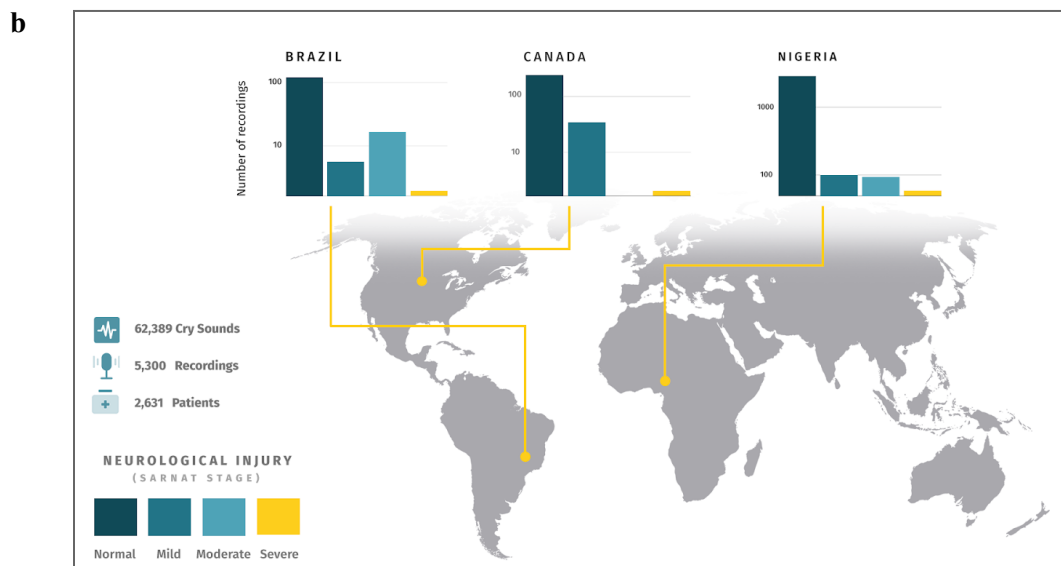 b
BRAZIL
CANADA
NIGERIA
Number of recordings
100
10
100
10
1000
100
62,389 Cry Sounds
5,300 Recordings
2,631 Patients
NEUROLOGICAL INJURY
(SARNAT STAGE)
Normal Mild Moderate Severe